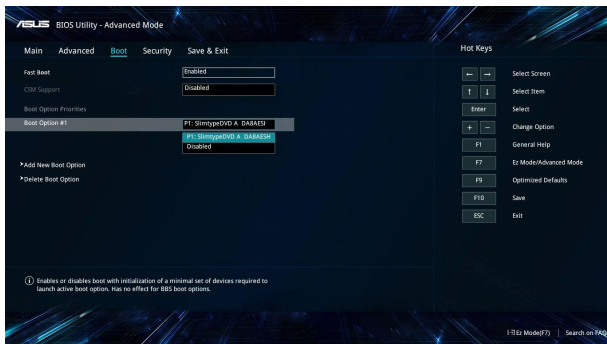 ASUS BIOS Utility - Advanced Mode
Main Advanced Boot Security Save & Exit
Hot Keys
Fast Boot Enabled
CSM Support Disabled
Boot Option Priorities
Boot Option #1 P1: SlimtypeDVD A DA8AESI
P1: SlimtypeDVD A DA8AESH
Disabled
Add New Boot Option
Delete Boot Option
← → Select Screen
↑ ↓ Select Item
Enter Select
+ − Change Option
F1 General Help
F7 Ez Mode/Advanced Mode
F9 Optimized Defaults
F10 Save
ESC Exit
Enables or disables boot with initialization of a minimal set of devices required to
launch active boot option. Has no effect for BBS boot options.
Ez Mode(F7) | Search on FAQ